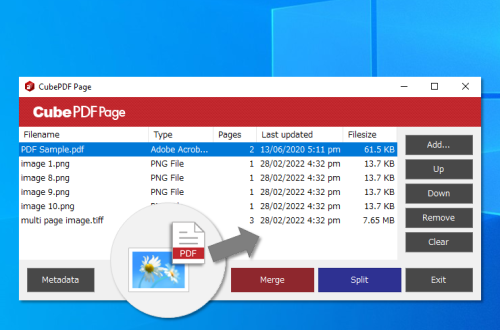 CubePDF Page
CubePDF Page
Filename Type Pages Last updated Filesize
PDF Sample.pdf Adobe Acrob... 2 13/06/2020 5:11 pm 61.5 KB
image 1.png PNG File 1 28/02/2022 4:32 pm 13.7 KB
image 8.png PNG File 1 28/02/2022 4:32 pm 13.7 KB
image 9.png PNG File 1 28/02/2022 4:32 pm 13.7 KB
image 10.png PNG File 1 28/02/2022 4:32 pm 13.7 KB
multi page image.tiff 3 28/02/2022 4:32 pm 7.65 MB
Add...
Up
Down
Remove
Clear
PDF
Metadata Merge Split Exit